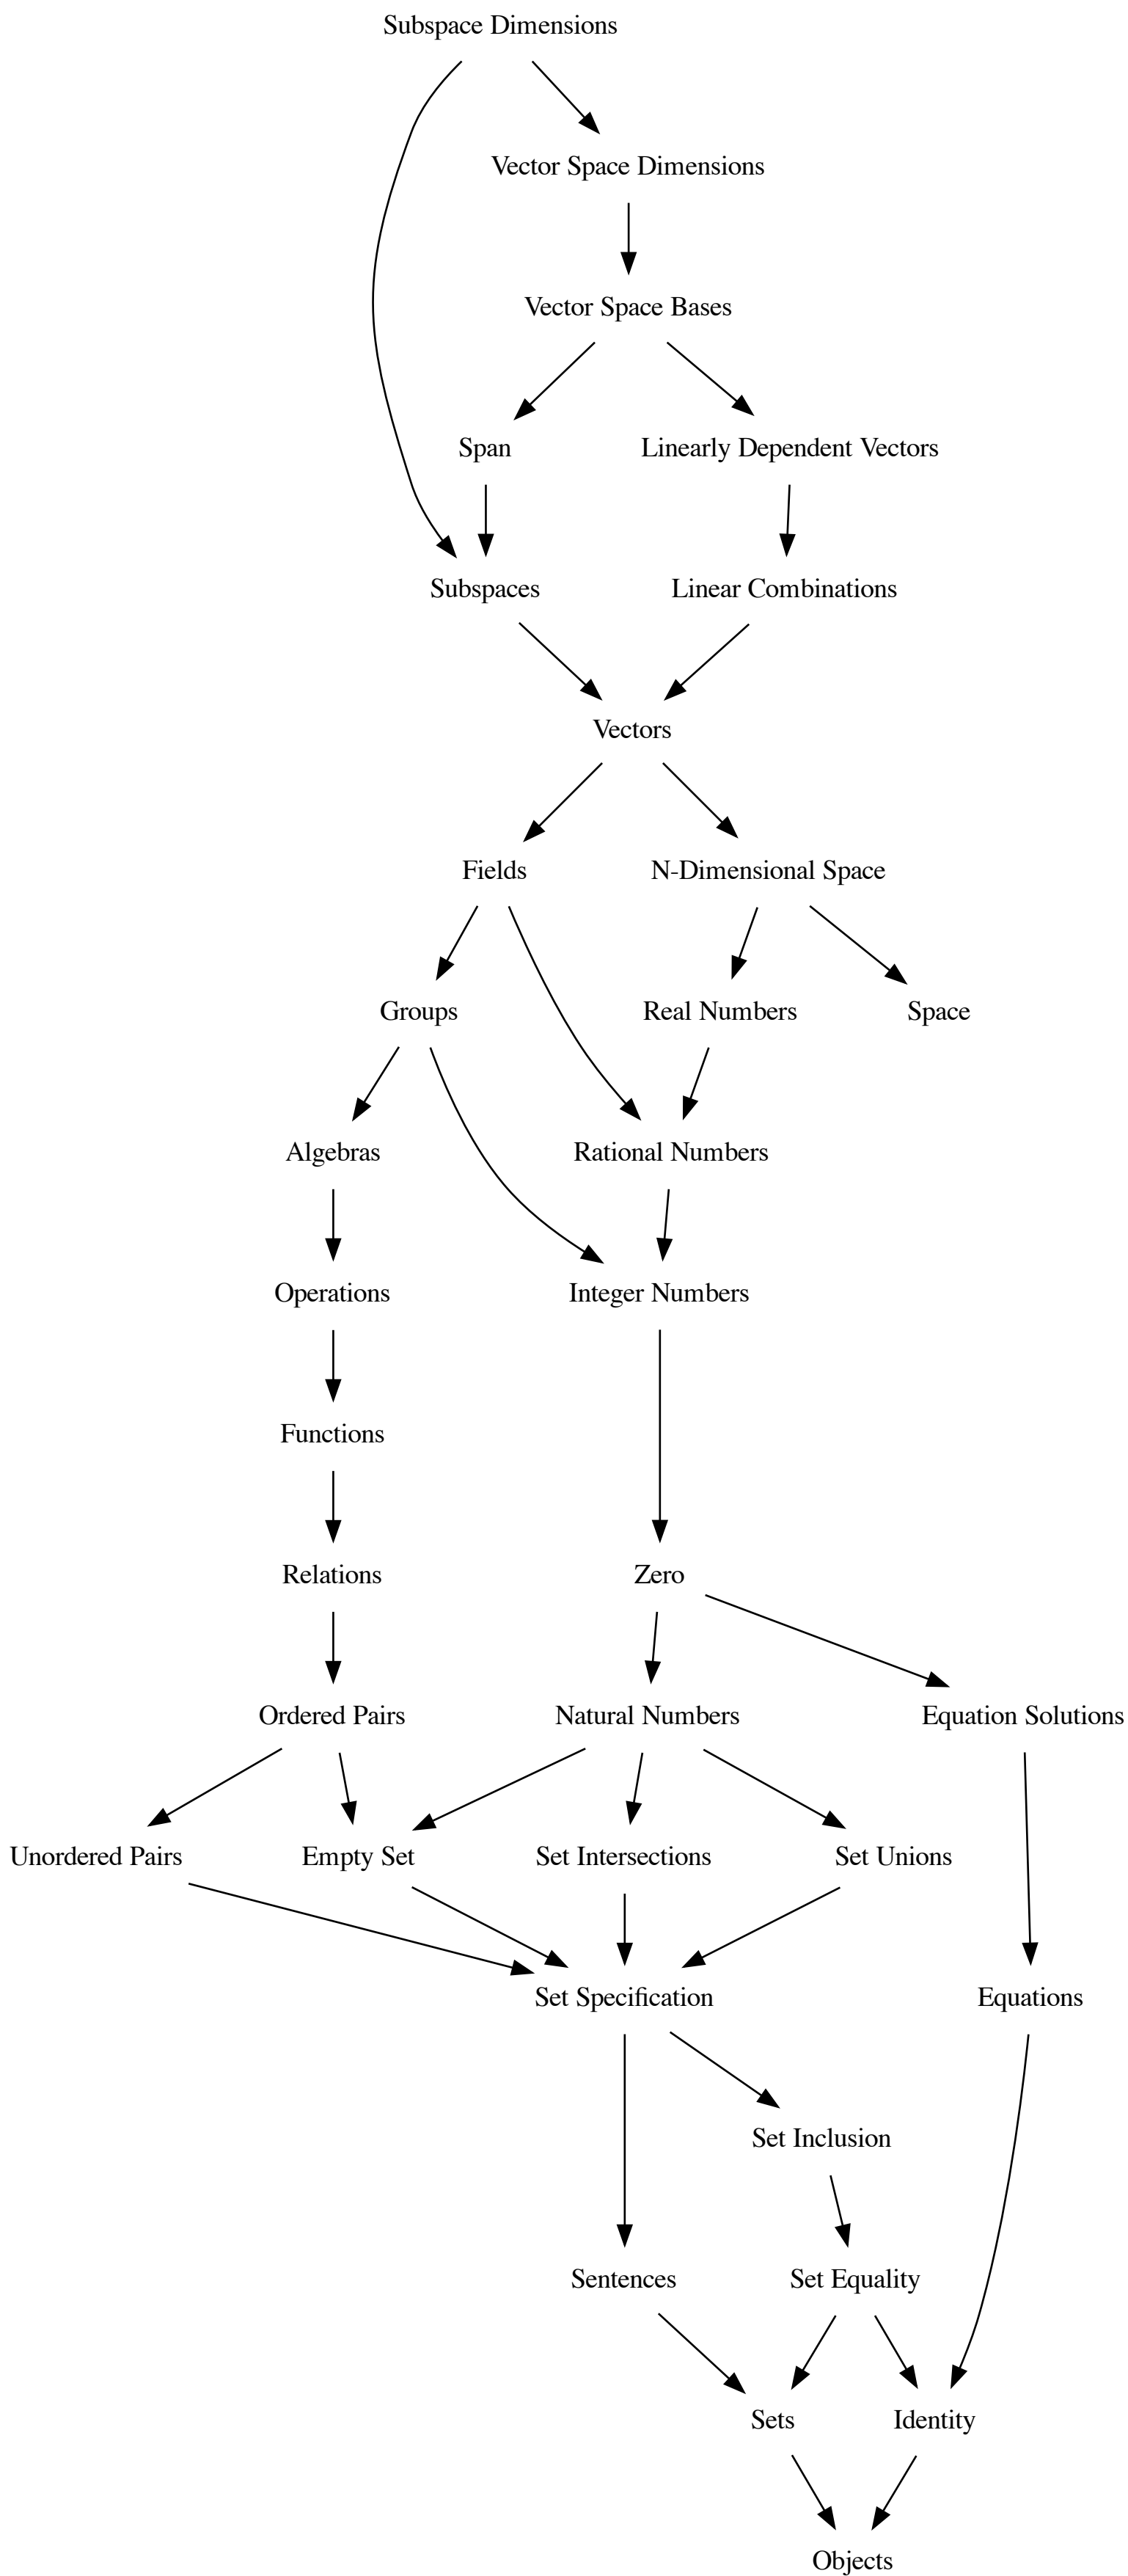 Subspace Dimensions
Vector Space Dimensions
Vector Space Bases
Span
Linearly Dependent Vectors
Subspaces
Linear Combinations
Vectors
Fields
N-Dimensional Space
Groups
Real Numbers
Space
Algebras
Rational Numbers
Operations
Integer Numbers
Functions
Relations
Zero
Ordered Pairs
Natural Numbers
Equation Solutions
Unordered Pairs
Empty Set
Set Intersections
Set Unions
Set Specification
Equations
Set Inclusion
Sentences
Set Equality
Sets
Identity
Objects